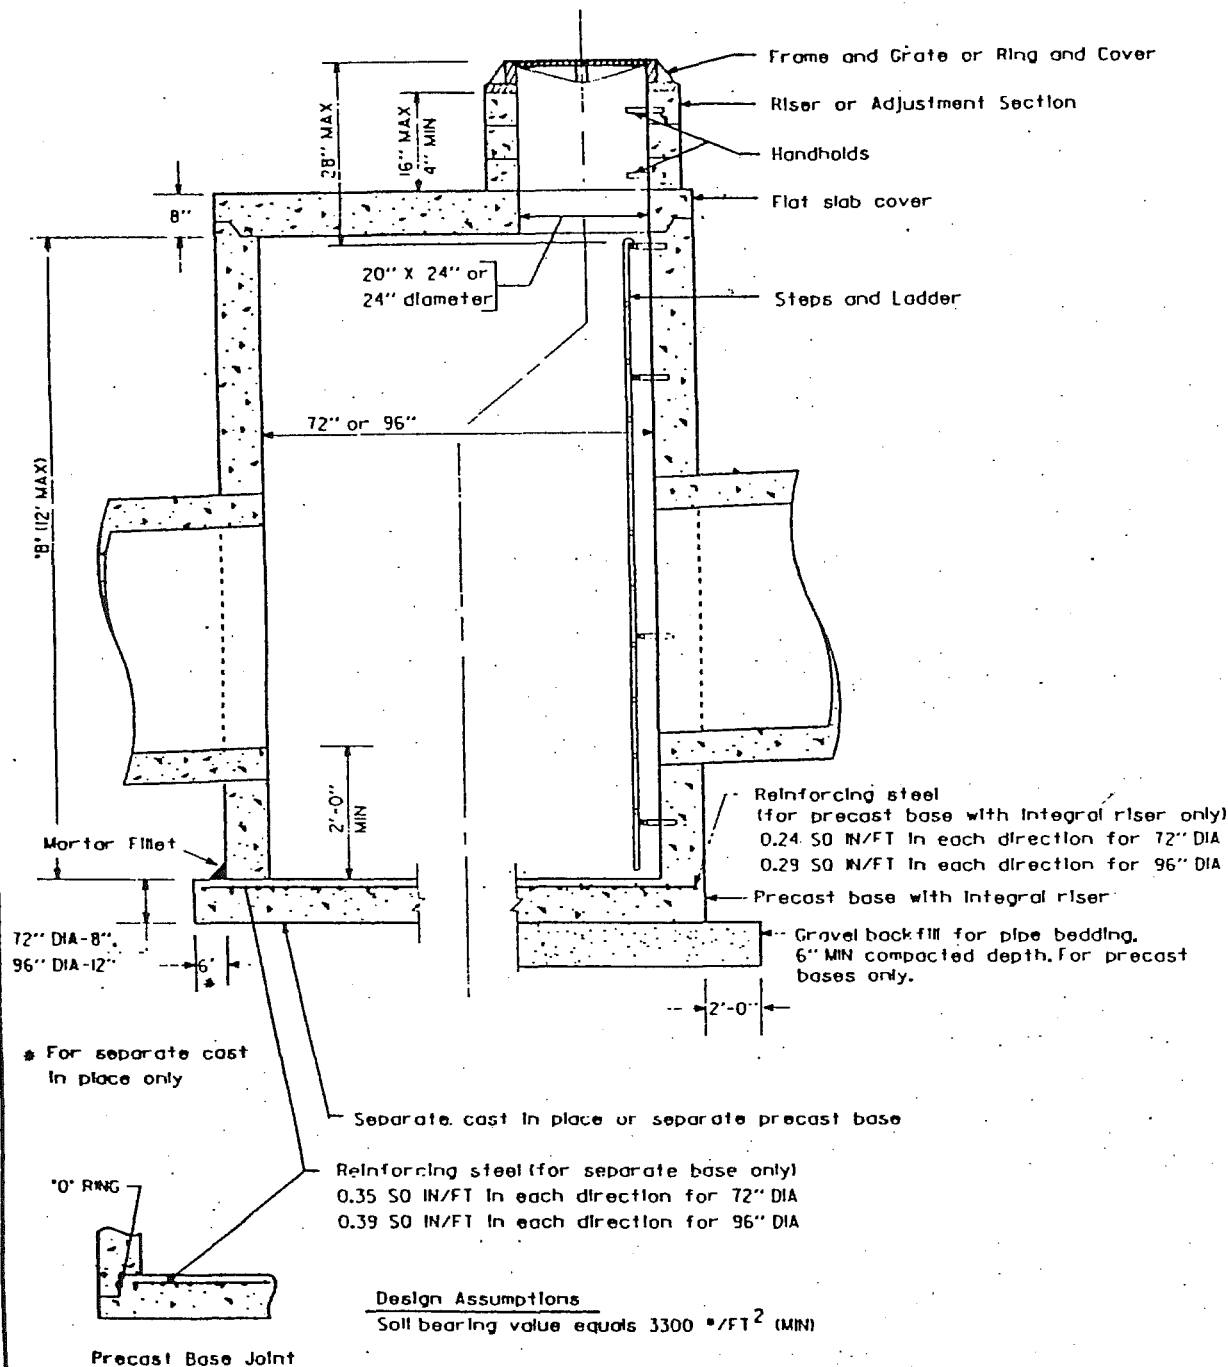 Frame and Grate or Ring and Cover
Riser or Adjustment Section
Handholds
Flat slab cover
28" MAX
16" MAX
4" MIN
8"
20" X 24" or
24" diameter
Steps and Ladder
72" or 96"
"B" (12' MAX)
2'-0"
MIN
Mortar Fillet
Reinforcing steel
(for precast base with integral riser only)
0.24 SQ IN/FT in each direction for 72" DIA
0.29 SQ IN/FT in each direction for 96" DIA
Precast base with integral riser
Gravel backfill for pipe bedding.
6" MIN compacted depth. For precast
bases only.
72" DIA-8".
96" DIA-12"
6"
*
2'-0"
* For separate cast
in place only
Separate. cast in place or separate precast base
Reinforcing steel (for separate base only)
0.35 SQ IN/FT in each direction for 72" DIA
0.39 SQ IN/FT in each direction for 96" DIA
"O" RING
Design Assumptions
Soil bearing value equals 3300 #/FT² (MIN)
Precast Base Joint